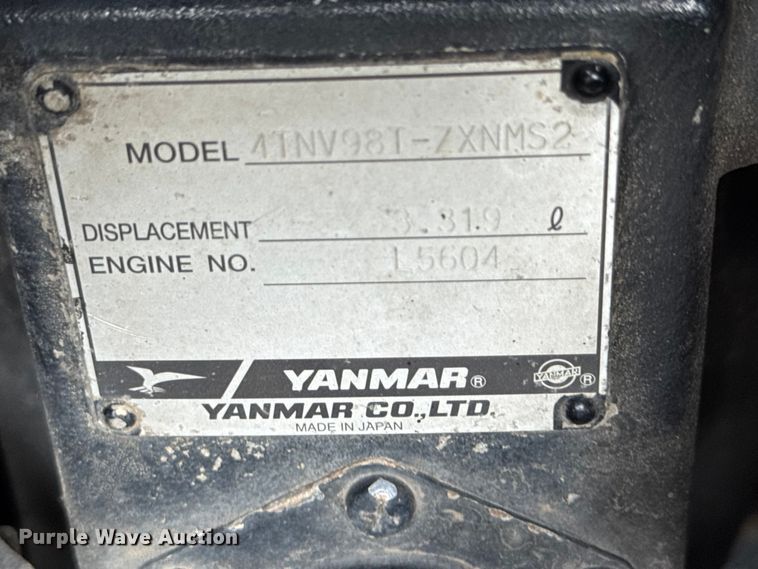 MODEL 4TNV98T-ZXNMS2
DISPLACEMENT 3.319 ℓ
ENGINE NO. L5604
YANMAR® YANMAR ®
YANMAR CO.,LTD.
MADE IN JAPAN
Purple Wave Auction